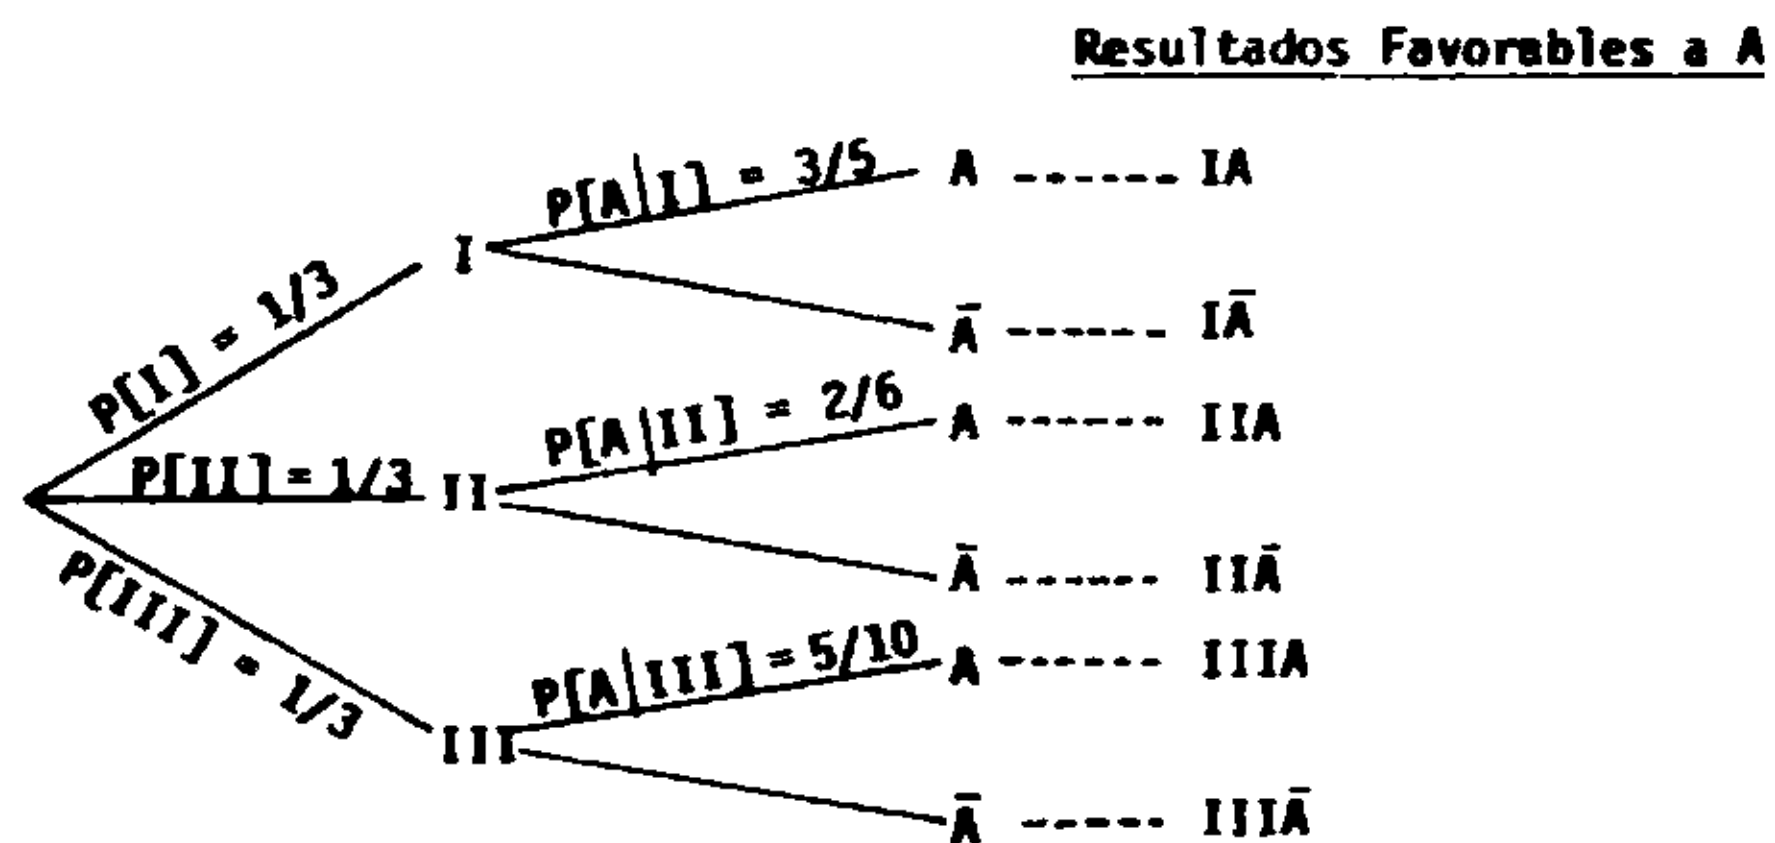 Resultados Favorables a A
P[A|I] = 3/5 A ------ IA
P[I] = 1/3 I
Ā ------ IĀ
P[A|II] = 2/6 A ------ IIA
P[II] = 1/3 II
Ā ------ IIĀ
P[III] = 1/3
P[A|III] = 5/10 A ------ IIIA
III
Ā ----- IIIĀ